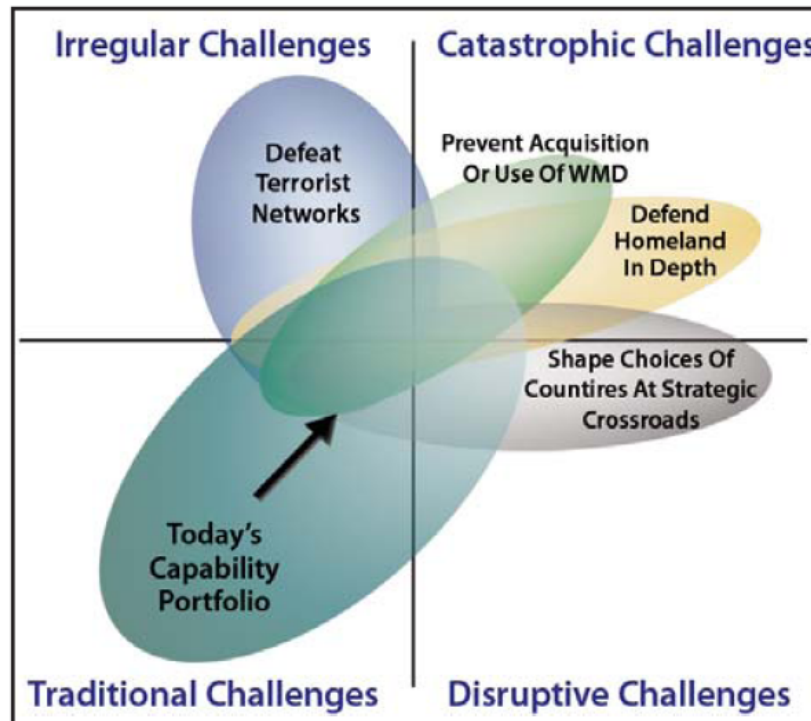 Irregular Challenges
Catastrophic Challenges
Defeat
Terrorist
Networks
Prevent Acquisition
Or Use Of WMD
Defend
Homeland
In Depth
Shape Choices Of
Countires At Strategic
Crossroads
Today's
Capability
Portfolio
Traditional Challenges
Disruptive Challenges